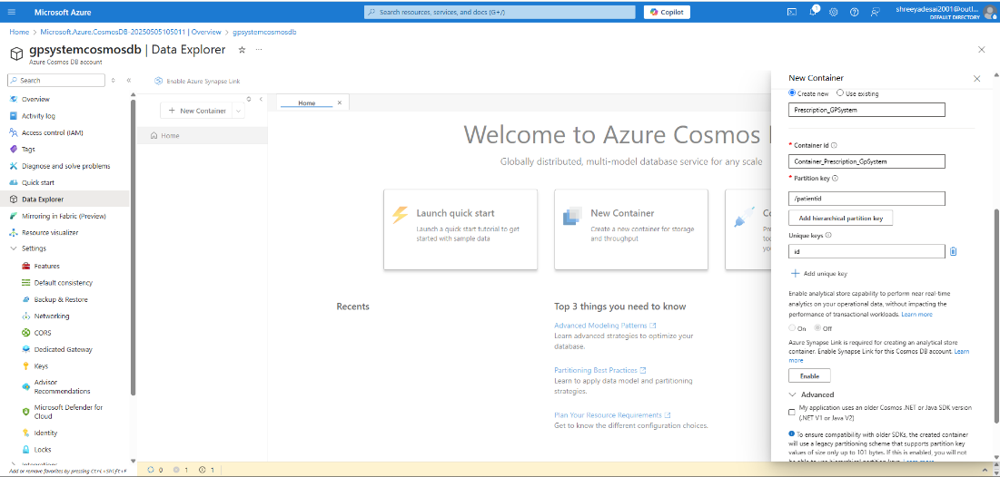 Microsoft Azure
Search resources, services, and docs (G+/)
Copilot
1
shreeyadesai2001@outl...
DEFAULT DIRECTORY
Home > Microsoft.Azure.CosmosDB-20250505105011 | Overview > gpsystemcosmosdb
gpsystemcosmosdb | Data Explorer
Azure Cosmos DB account
Search
Overview
Activity log
Access control (IAM)
Tags
Diagnose and solve problems
Quick start
Data Explorer
Mirroring in Fabric (Preview)
Resource visualizer
Settings
Features
Default consistency
Backup & Restore
Networking
CORS
Dedicated Gateway
Keys
Advisor
Recommendations
Microsoft Defender for
Cloud
Identity
Locks
Integrations
Add or remove favorites by pressing Ctrl+Shift+F
Enable Azure Synapse Link
New Container
Home
Home
Welcome to Azure Cosmos
Globally distributed, multi-model database service for any scale
Launch quick start
Launch a quick start tutorial to get
started with sample data
New Container
Create a new container for storage
and throughput
Recents
Top 3 things you need to know
Advanced Modeling Patterns
Learn advanced strategies to optimize your
database.
Partitioning Best Practices
Learn to apply data model and partitioning
strategies.
Plan Your Resource Requirements
Get to know the different configuration choices.
0 1 1
New Container
Create new Use existing
Prescription_GPSystem
* Container id
Container_Prescription_GpSystem
* Partition key
/patientid
Add hierarchical partition key
Unique keys
id
Add unique key
Enable analytical store capability to perform near real-time
analytics on your operational data, without impacting the
performance of transactional workloads. Learn more
On Off
Azure Synapse Link is required for creating an analytical store
container. Enable Synapse Link for this Cosmos DB account. Learn
more
Enable
Advanced
My application uses an older Cosmos .NET or Java SDK version
(.NET V1 or Java V2)
To ensure compatibility with older SDKs, the created container
will use a legacy partitioning scheme that supports partition key
values of size only up to 101 bytes. If this is enabled, you will not
be able to use hierarchical partition keys. Learn more